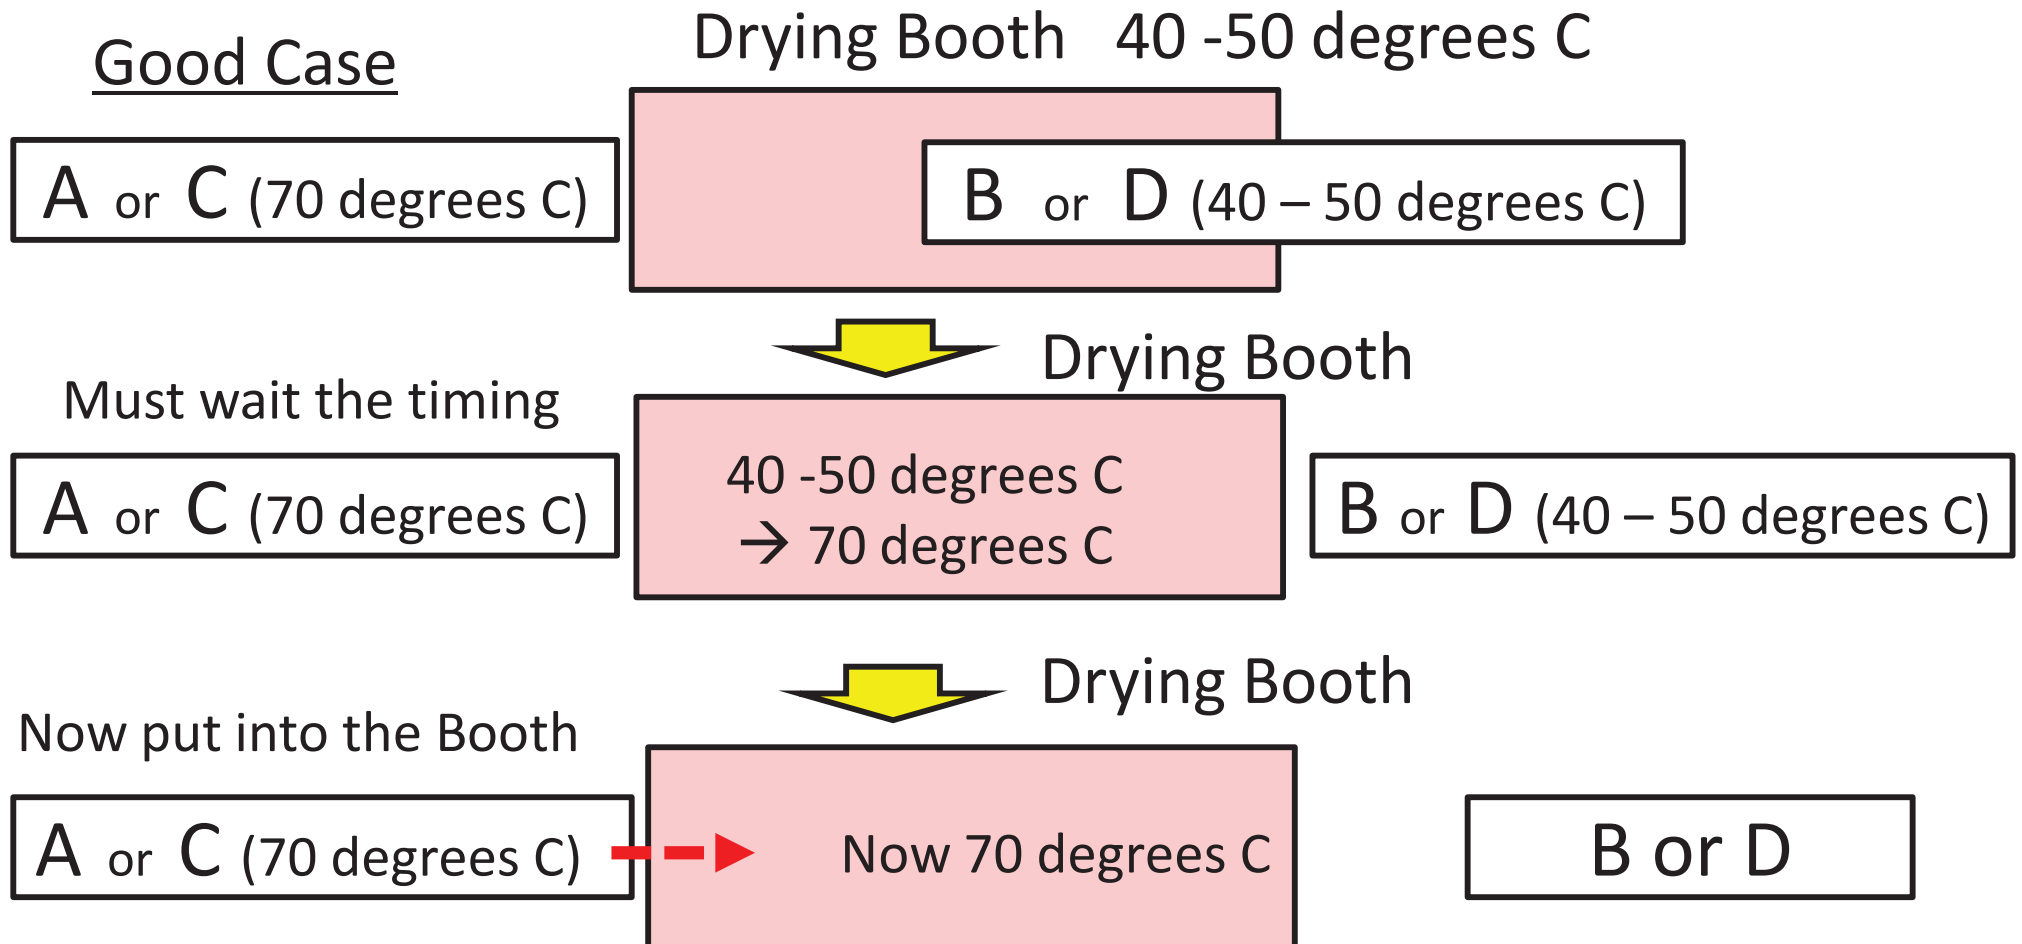 Good Case
Drying Booth 40 -50 degrees C
A or C (70 degrees C)
B or D (40 – 50 degrees C)
Drying Booth
Must wait the timing
A or C (70 degrees C)
40 -50 degrees C
→ 70 degrees C
B or D (40 – 50 degrees C)
Drying Booth
Now put into the Booth
A or C (70 degrees C)
Now 70 degrees C
B or D